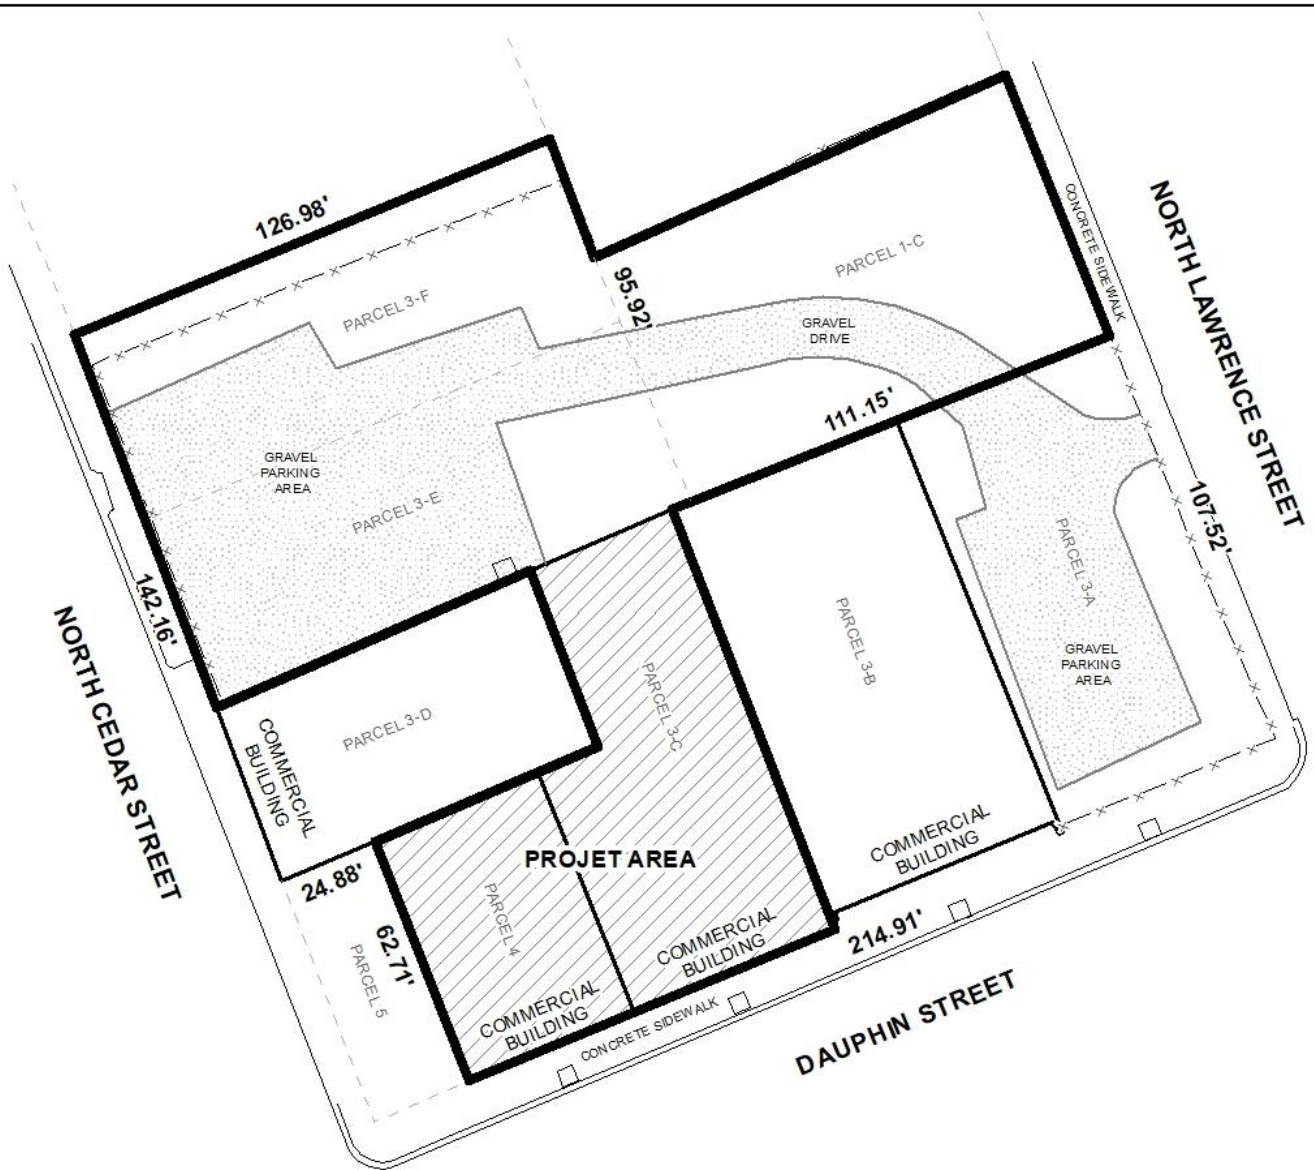 126.98'
CONCRETE SIDEWALK
NORTH LAWRENCE STREET
PARCEL 1-C
95.92'
PARCEL 3-F
GRAVEL
DRIVE
111.15'
GRAVEL
PARKING
AREA
PARCEL 3-E
107.52'
PARCEL 3-A
142.16'
NORTH CEDAR STREET
PARCEL 3-B
GRAVEL
PARKING
AREA
PARCEL 3-C
PARCEL 3-D
COMMERCIAL
BUILDING
COMMERCIAL
BUILDING
PROJET AREA
24.88'
PARCEL 4
62.71'
PARCEL 5
COMMERCIAL
BUILDING
214.91'
COMMERCIAL
BUILDING
CONCRETE SIDEWALK
DAUPHIN STREET